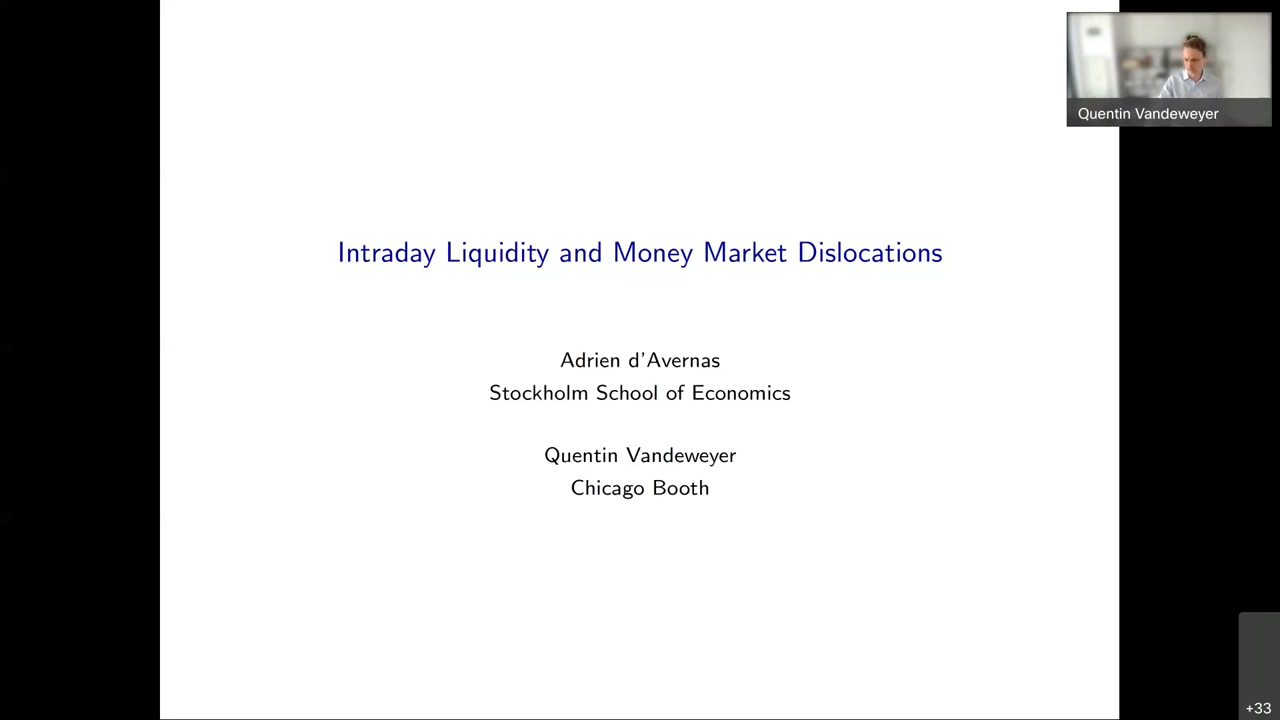 Quentin Vandeweyer
Intraday Liquidity and Money Market Dislocations
Adrien d'Avernas
Stockholm School of Economics
Quentin Vandeweyer
Chicago Booth
+33